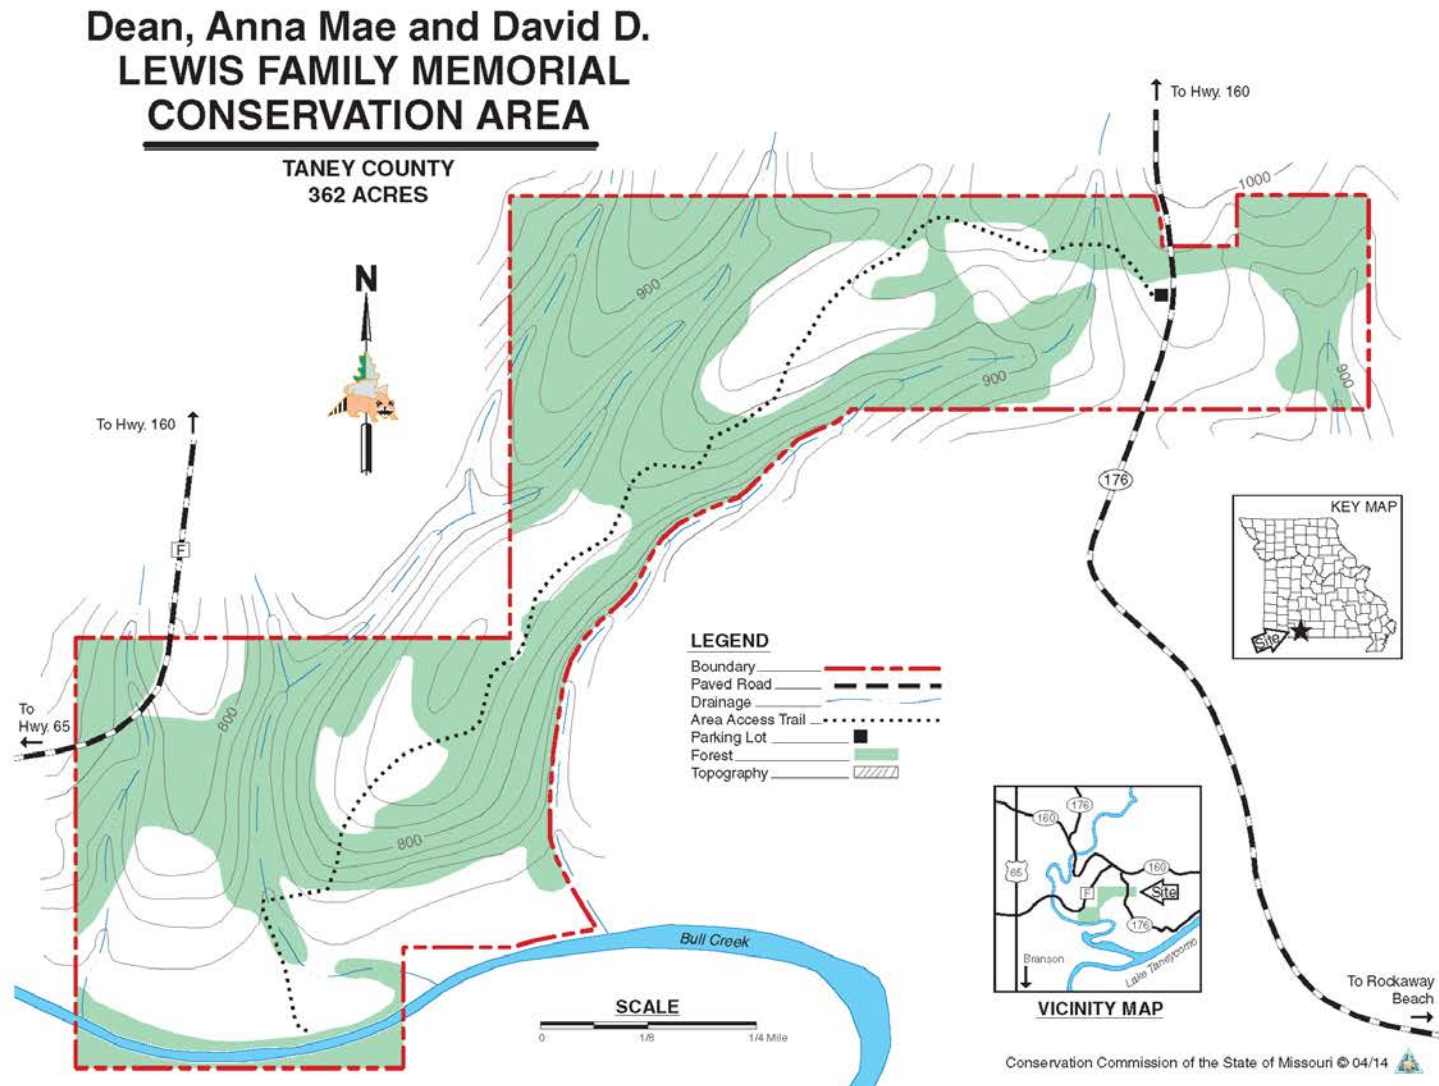 Dean, Anna Mae and David D.
LEWIS FAMILY MEMORIAL
CONSERVATION AREA
TANEY COUNTY
362 ACRES
To Hwy. 160
1000
N
900
900
900
To Hwy. 160
176
F
KEY MAP
Site
LEGEND
Boundary
Paved Road
Drainage
Area Access Trail
Parking Lot
Forest
Topography
To
Hwy. 65
800
800
176
160
65
160
F
Site
176
Branson
Lake Taneycomo
VICINITY MAP
Bull Creek
SCALE
0 1/8 1/4 Mile
To Rockaway
Beach
Conservation Commission of the State of Missouri © 04/14